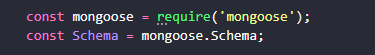 const mongoose = require('mongoose');
const Schema = mongoose.Schema;